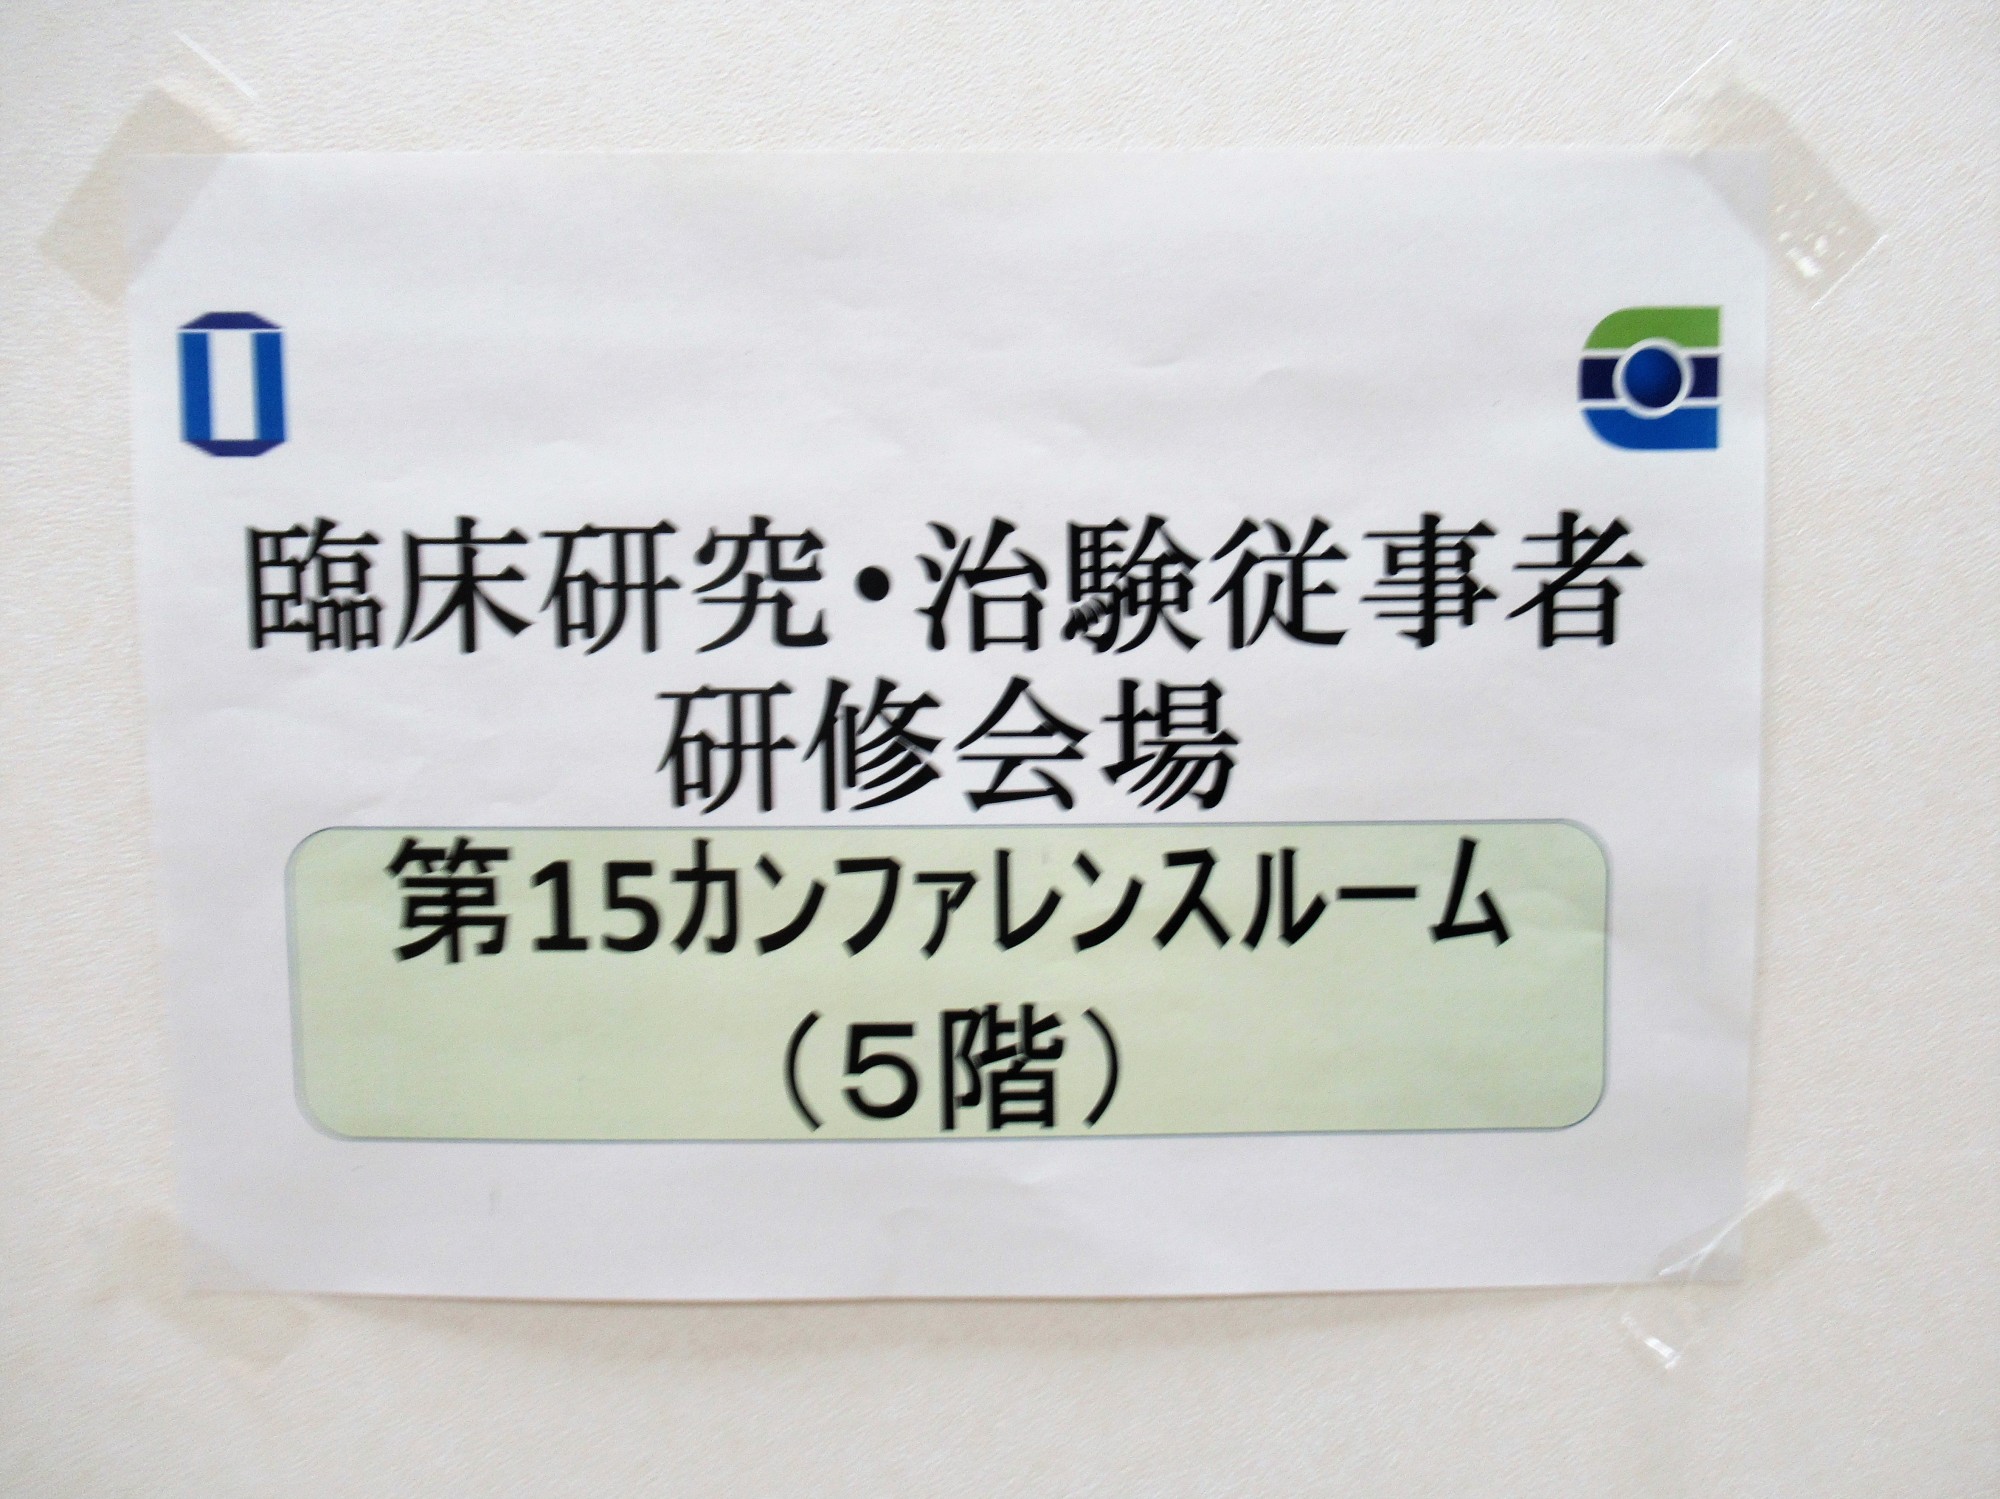 臨床研究・治験従事者
研修会場
第15カンファレンスルーム
（５階）